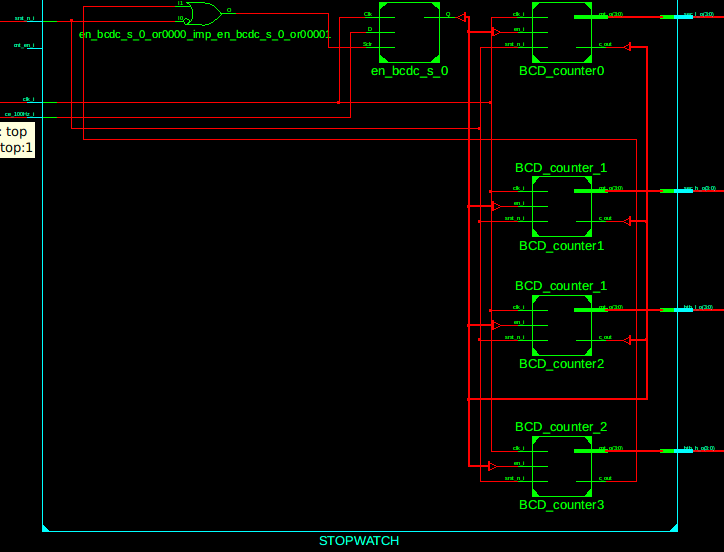 I1
I0
O
en_bcdc_s_0_or0000_imp_en_bcdc_s_0_or00001
srst_n_i
cnt_en_i
clk_i
ce_100Hz_i
: top
top:1
Clk
D
Sclr
Q
en_bcdc_s_0
clk_i
en_i
srst_n_i
cnt_o(3:0)
c_out
BCD_counter0
sec_l_o(3:0)
BCD_counter_1
clk_i
en_i
srst_n_i
cnt_o(3:0)
c_out
BCD_counter1
sec_h_o(3:0)
BCD_counter_1
clk_i
en_i
srst_n_i
cnt_o(3:0)
c_out
BCD_counter2
hth_l_o(3:0)
BCD_counter_2
clk_i
en_i
srst_n_i
cnt_o(3:0)
c_out
BCD_counter3
hth_h_o(3:0)
STOPWATCH